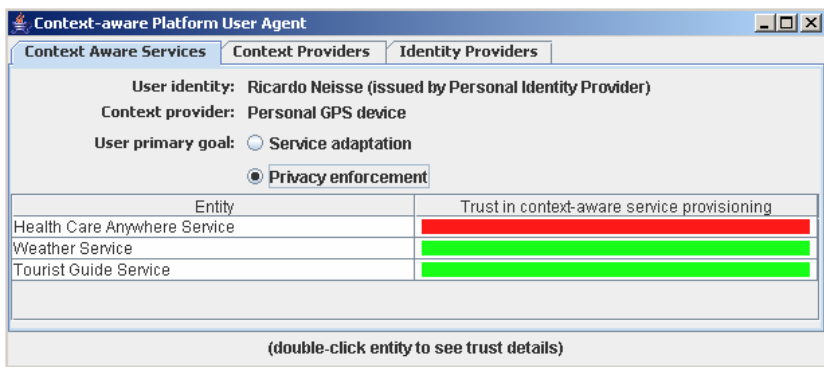 Context-aware Platform User Agent
Context Aware Services Context Providers Identity Providers
User identity: Ricardo Neisse (issued by Personal Identity Provider)
Context provider: Personal GPS device
User primary goal: Service adaptation
Privacy enforcement
Entity Trust in context-aware service provisioning
Health Care Anywhere Service
Weather Service
Tourist Guide Service
(double-click entity to see trust details)